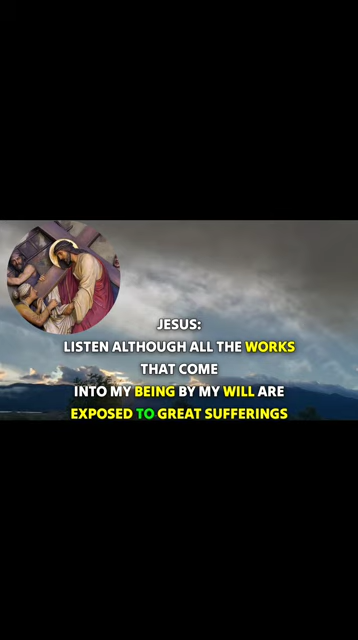 JESUS:
LISTEN ALTHOUGH ALL THE WORKS
THAT COME
INTO MY BEING BY MY WILL ARE
EXPOSED TO GREAT SUFFERINGS